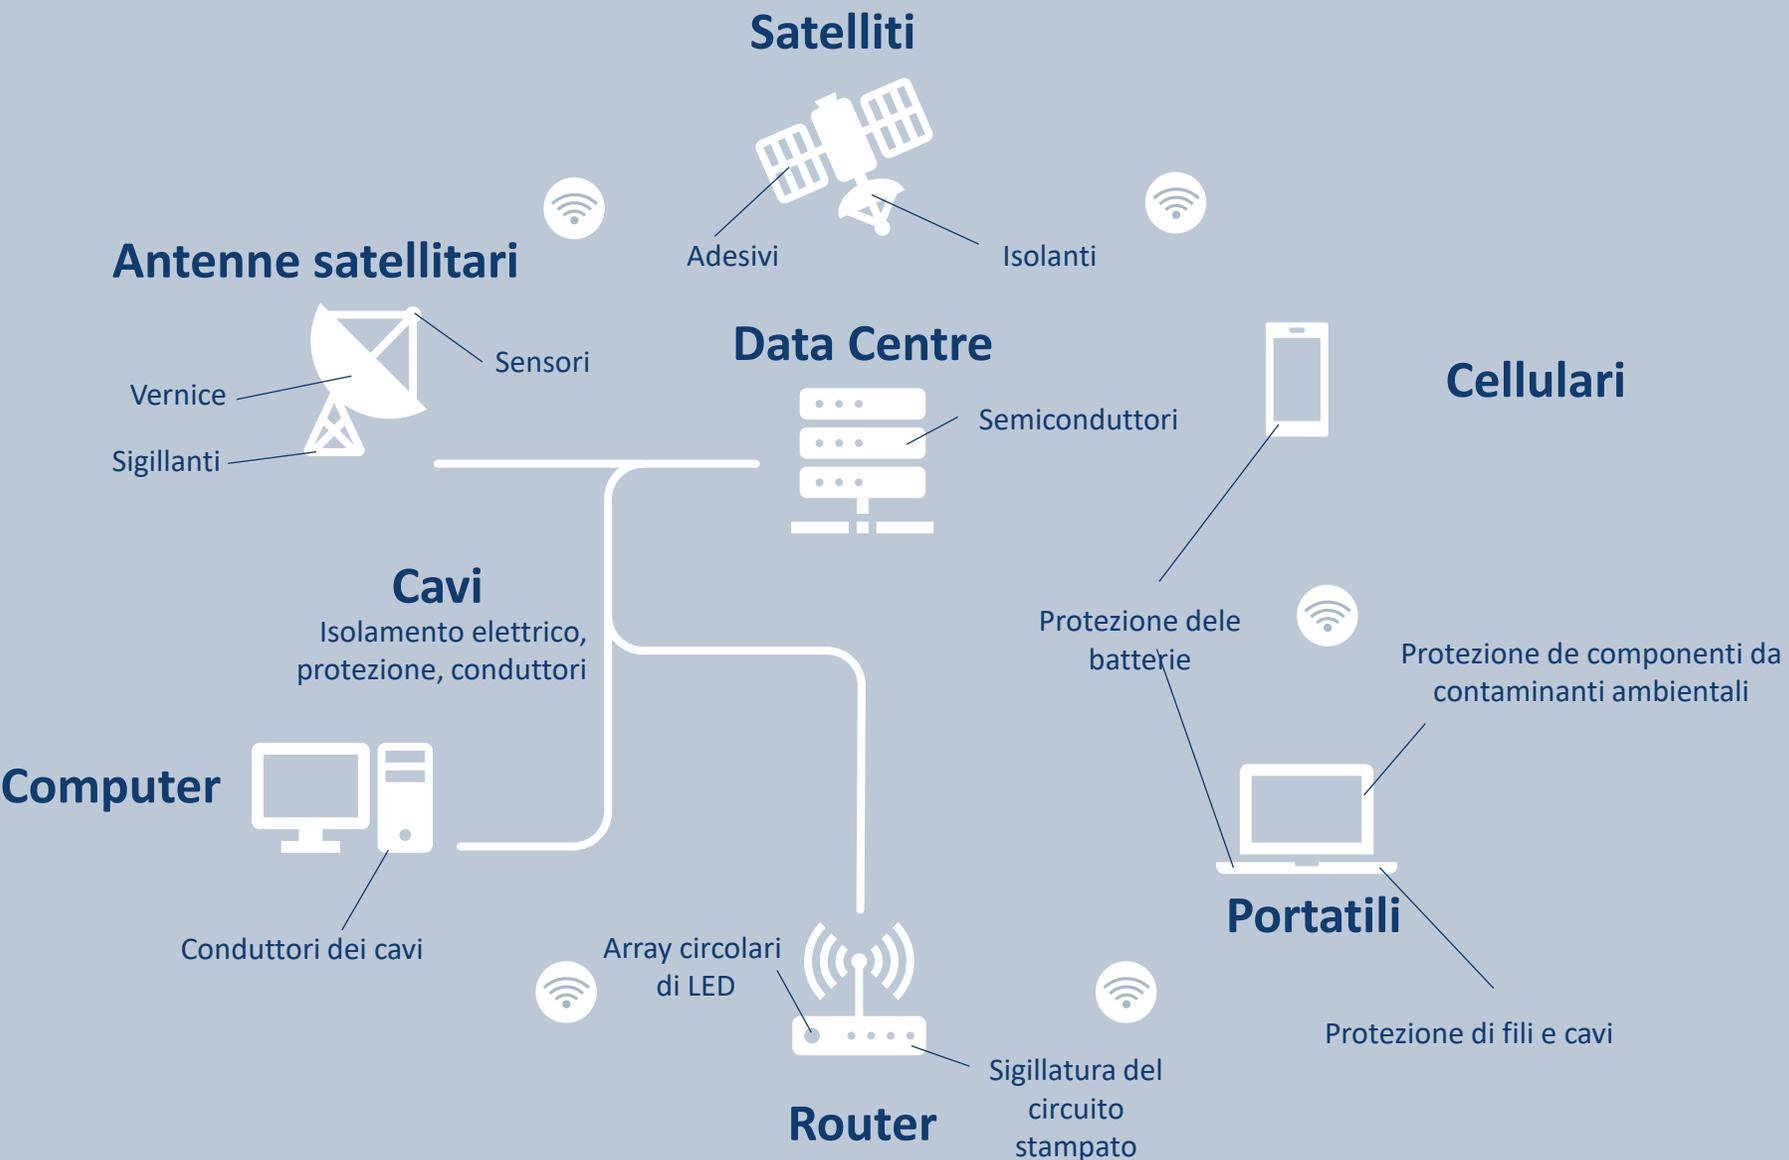 Satelliti
Adesivi
Isolanti
Antenne satellitari
Sensori
Vernice
Sigillanti
Data Centre
Semiconduttori
Cellulari
Cavi
Isolamento elettrico,
protezione, conduttori
Protezione dele
batterie
Protezione de componenti da
contaminanti ambientali
Computer
Conduttori dei cavi
Portatili
Protezione di fili e cavi
Array circolari
di LED
Router
Sigillatura del
circuito
stampato